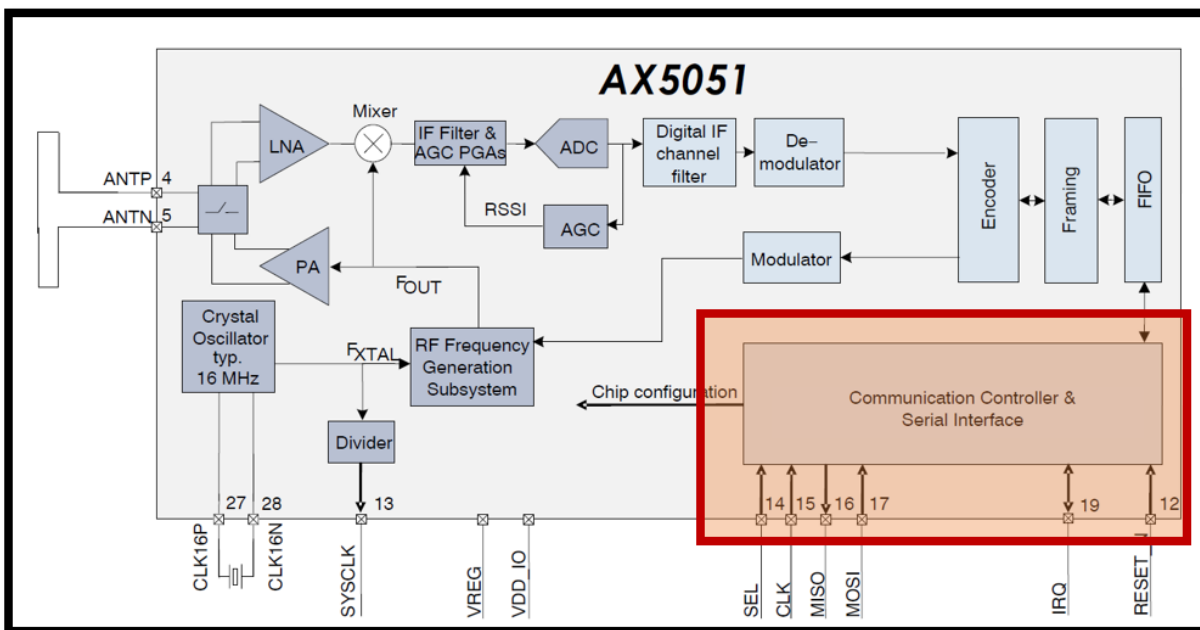 AX5051
Mixer
LNA
IF Filter &
AGC PGAs
ADC
Digital IF
channel
filter
De-
modulator
Encoder
Framing
FIFO
ANTP
4
ANTN
5
RSSI
AGC
PA
Modulator
FOUT
Crystal
Oscillator
typ.
16 MHz
FXTAL
RF Frequency
Generation
Subsystem
Chip configuration
Communication Controller &
Serial Interface
Divider
27
28
13
14
15
16
17
19
12
CLK16P
CLK16N
SYSCLK
VREG
VDD_IO
SEL
CLK
MISO
MOSI
IRQ
RESET_N